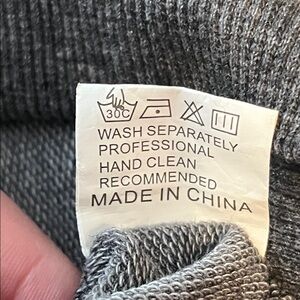 30C
WASH SEPARATELY
PROFESSIONAL
HAND CLEAN
RECOMMENDED
MADE IN CHINA